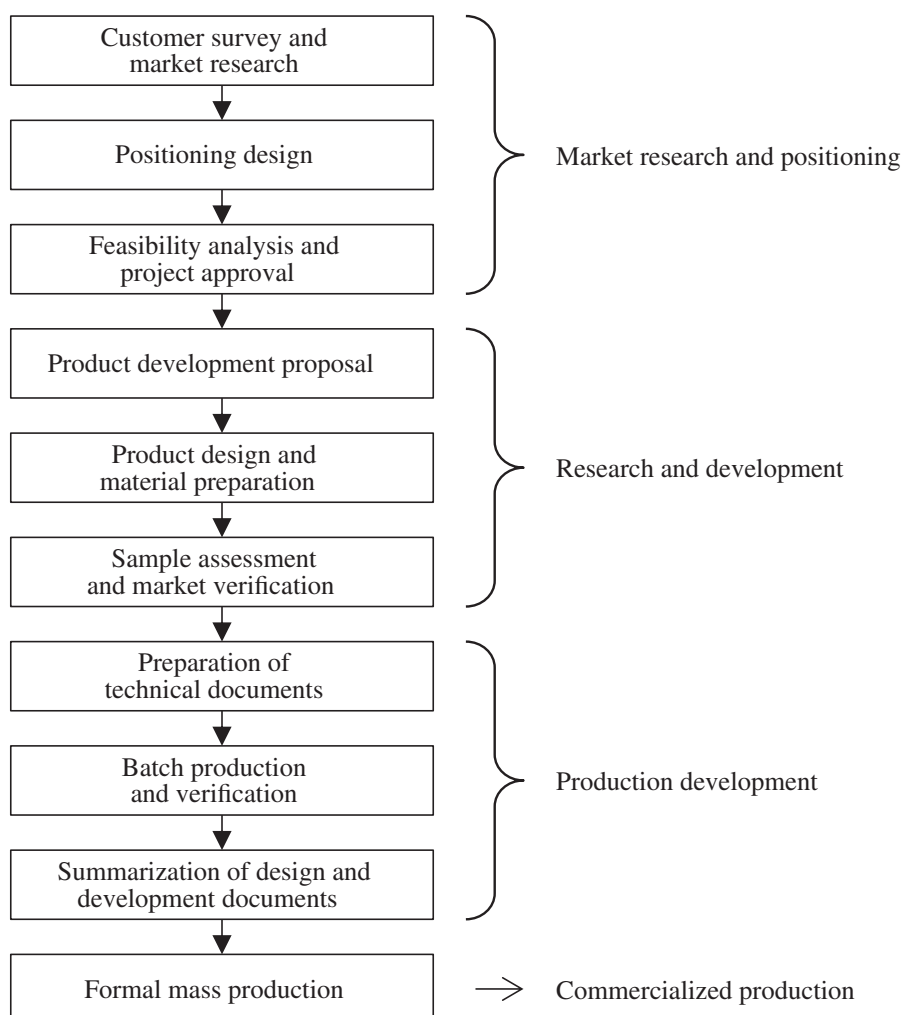 Customer survey and
market research
Positioning design
Feasibility analysis and
project approval
Market research and positioning
Product development proposal
Product design and
material preparation
Sample assessment
and market verification
Research and development
Preparation of
technical documents
Batch production
and verification
Summarization of design and
development documents
Production development
Formal mass production
Commercialized production